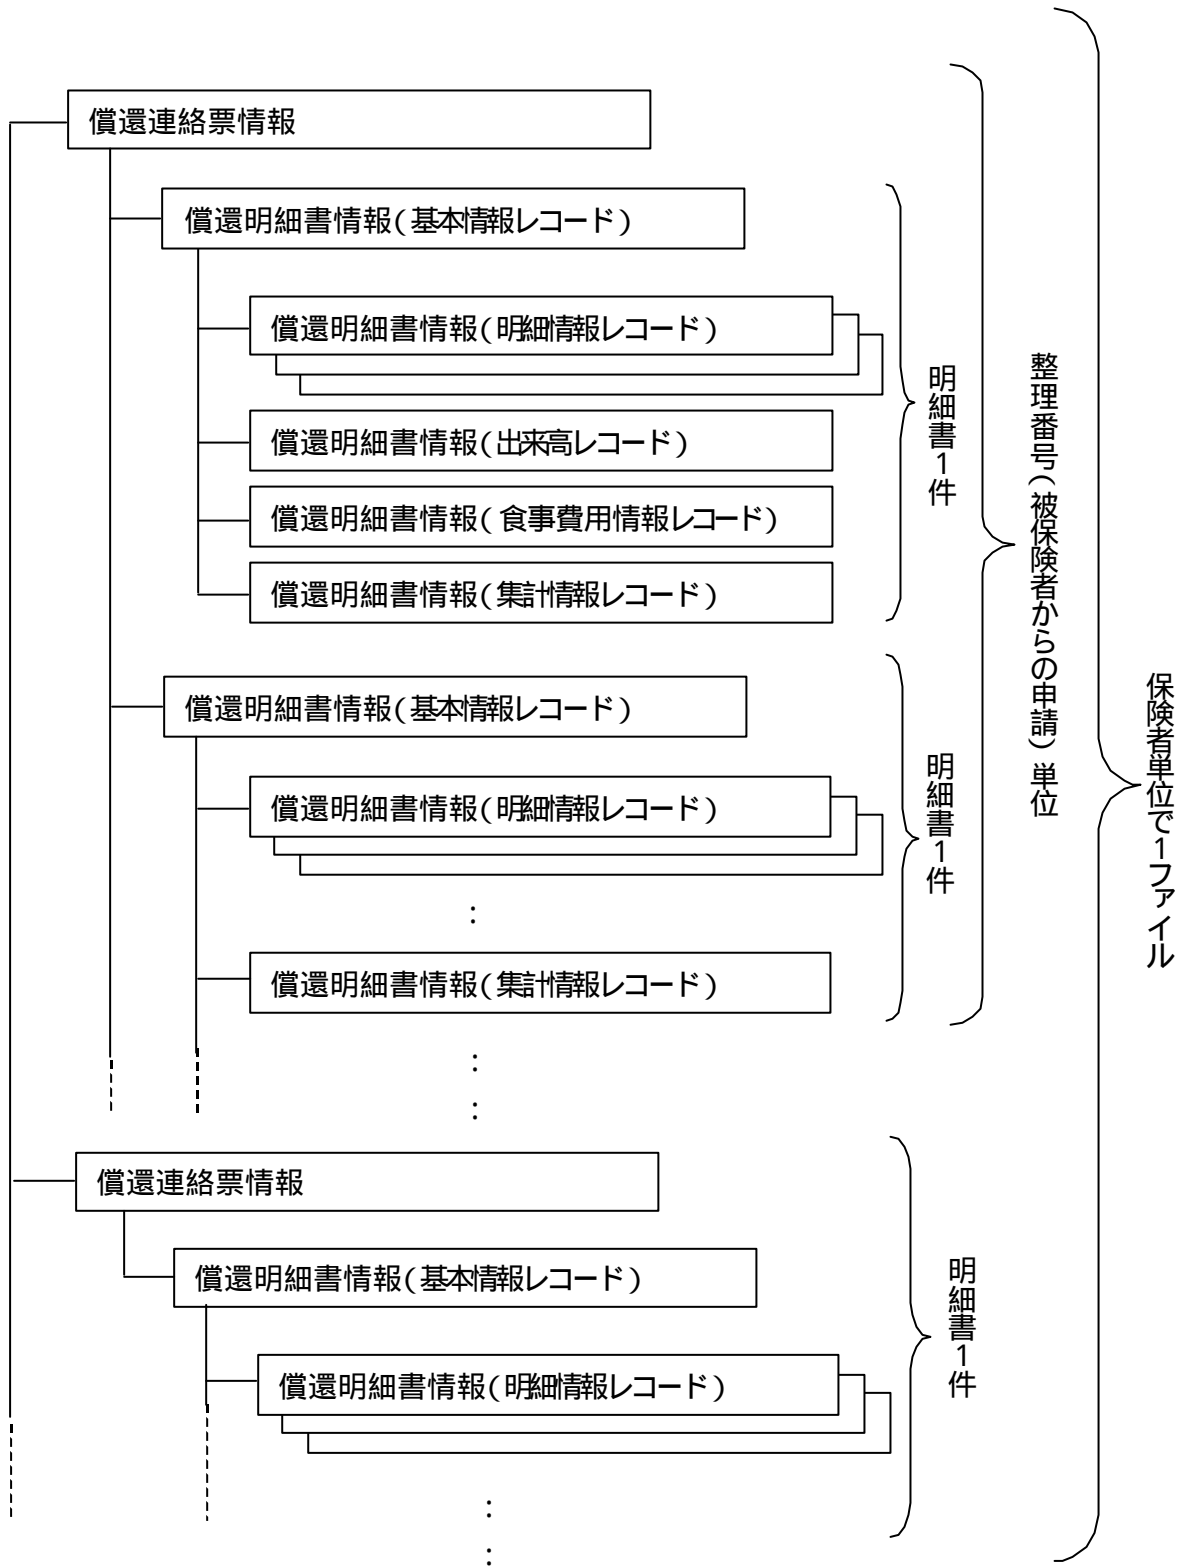 償還連絡票情報
償還明細書情報(基本情報レコード)
償還明細書情報(明細情報レコード)
償還明細書情報(出来高レコード)
償還明細書情報(食事費用情報レコード)
償還明細書情報(集計情報レコード)
明細書1件
償還明細書情報(基本情報レコード)
償還明細書情報(明細情報レコード)
:
償還明細書情報(集計情報レコード)
明細書1件
:
:
整理番号(被保険者からの申請)単位
償還連絡票情報
償還明細書情報(基本情報レコード)
償還明細書情報(明細情報レコード)
:
:
明細書1件
保険者単位で1ファイル